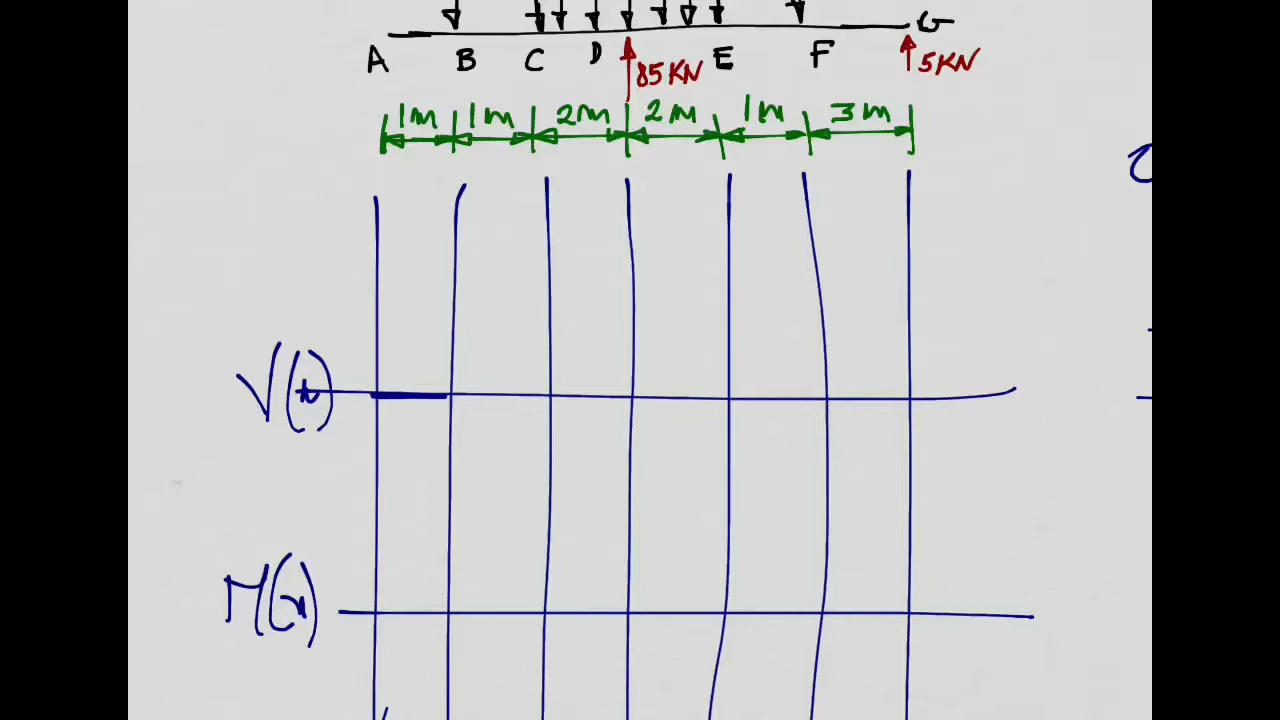 A B C D E F G
85KN 5KN
1m 1m 2m 2m 1m 3m
V(x)
M(x)